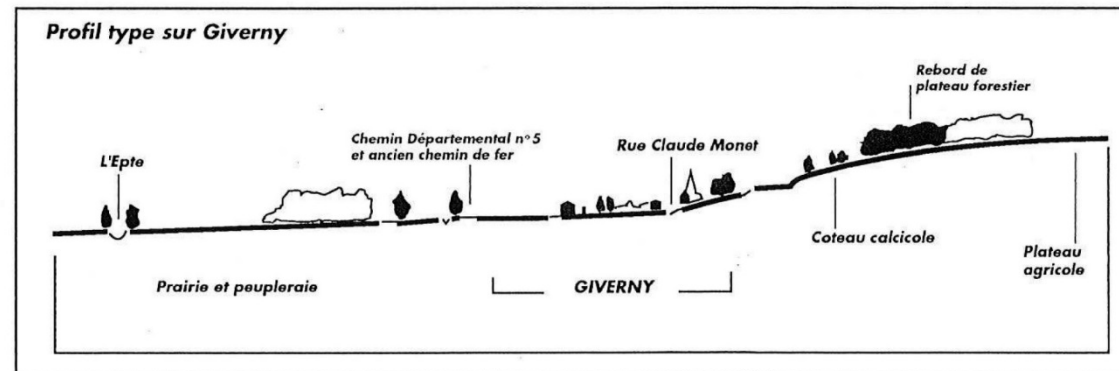 Profil type sur Giverny
Rebord de
plateau forestier
Chemin Départemental n° 5
et ancien chemin de fer
Rue Claude Monet
L'Epte
Coteau calcicole
Plateau
agricole
Prairie et peupleraie
GIVERNY